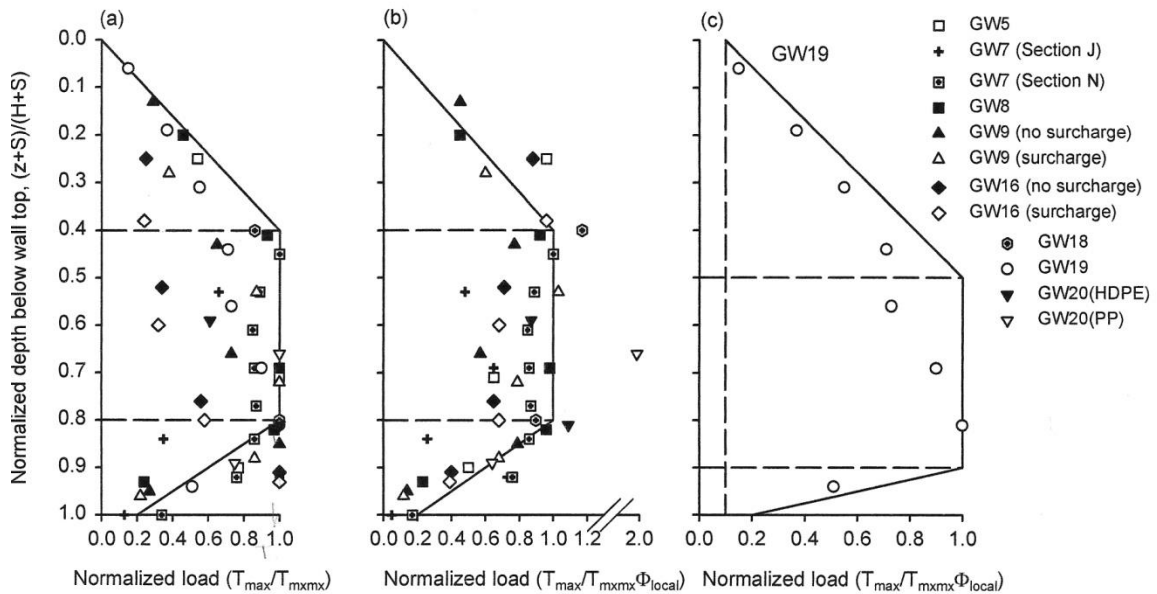 (a)
(b)
(c)
Normalized depth below wall top, (z+S)/(H+S)
0.0
0.1
0.2
0.3
0.4
0.5
0.6
0.7
0.8
0.9
1.0
0.0 0.2 0.4 0.6 0.8 1.0
Normalized load (Tmax/Tmxmx)
0.0 0.2 0.4 0.6 0.8 1.0 1.2 2.0
Normalized load (Tmax/TmxmxΦlocal)
GW19
0.0 0.2 0.4 0.6 0.8 1.0
Normalized load (Tmax/TmxmxΦlocal)
GW5
GW7 (Section J)
GW7 (Section N)
GW8
GW9 (no surcharge)
GW9 (surcharge)
GW16 (no surcharge)
GW16 (surcharge)
GW18
GW19
GW20(HDPE)
GW20(PP)